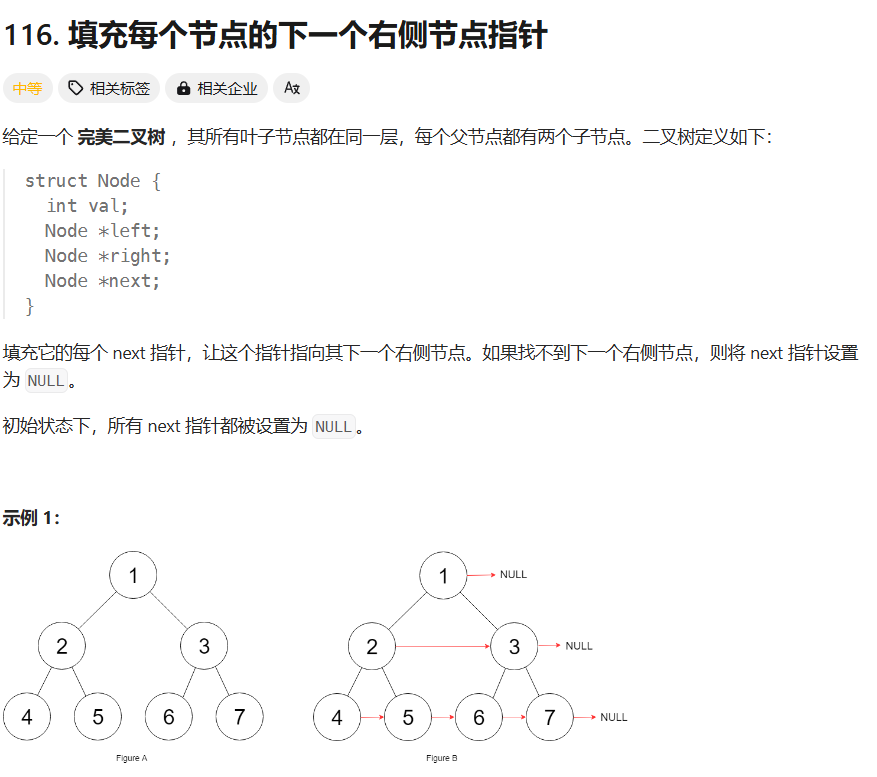 116. 填充每个节点的下一个右侧节点指针
中等 相关标签 相关企业 A文
给定一个 完美二叉树 ，其所有叶子节点都在同一层，每个父节点都有两个子节点。二叉树定义如下：
struct Node {
  int val;
  Node *left;
  Node *right;
  Node *next;
}
填充它的每个 next 指针，让这个指针指向其下一个右侧节点。如果找不到下一个右侧节点，则将 next 指针设置
为 NULL。
初始状态下，所有 next 指针都被设置为 NULL。
示例 1：
1 1 NULL
2 3 2 3 NULL
4 5 6 7 4 5 6 7 NULL
Figure A Figure B